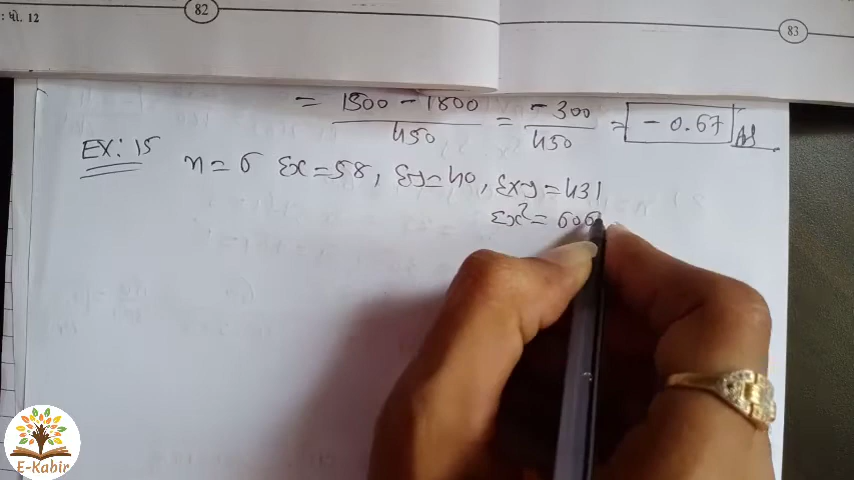 : ધો. 12
82
83
= 1500 - 1800 / 450 = -300 / 450 = -0.67 Ans
EX: 15 n = 6 Σx = 58, Σy = 40, Σxy = 431
Σx² = 606
E-Kabir